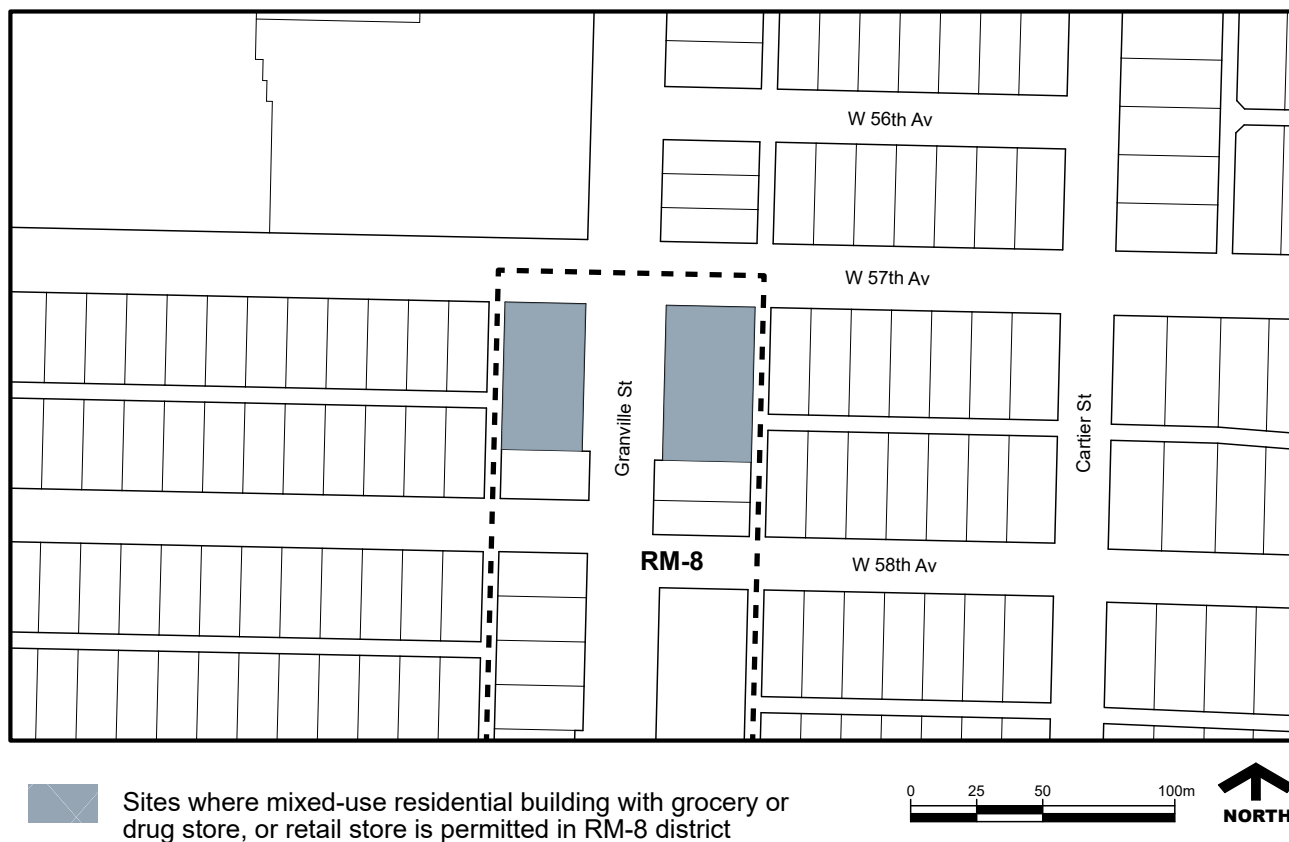 W 56th Av
W 57th Av
Granville St
Cartier St
RM-8
W 58th Av
Sites where mixed-use residential building with grocery or
drug store, or retail store is permitted in RM-8 district
0 25 50 100m
NORTH